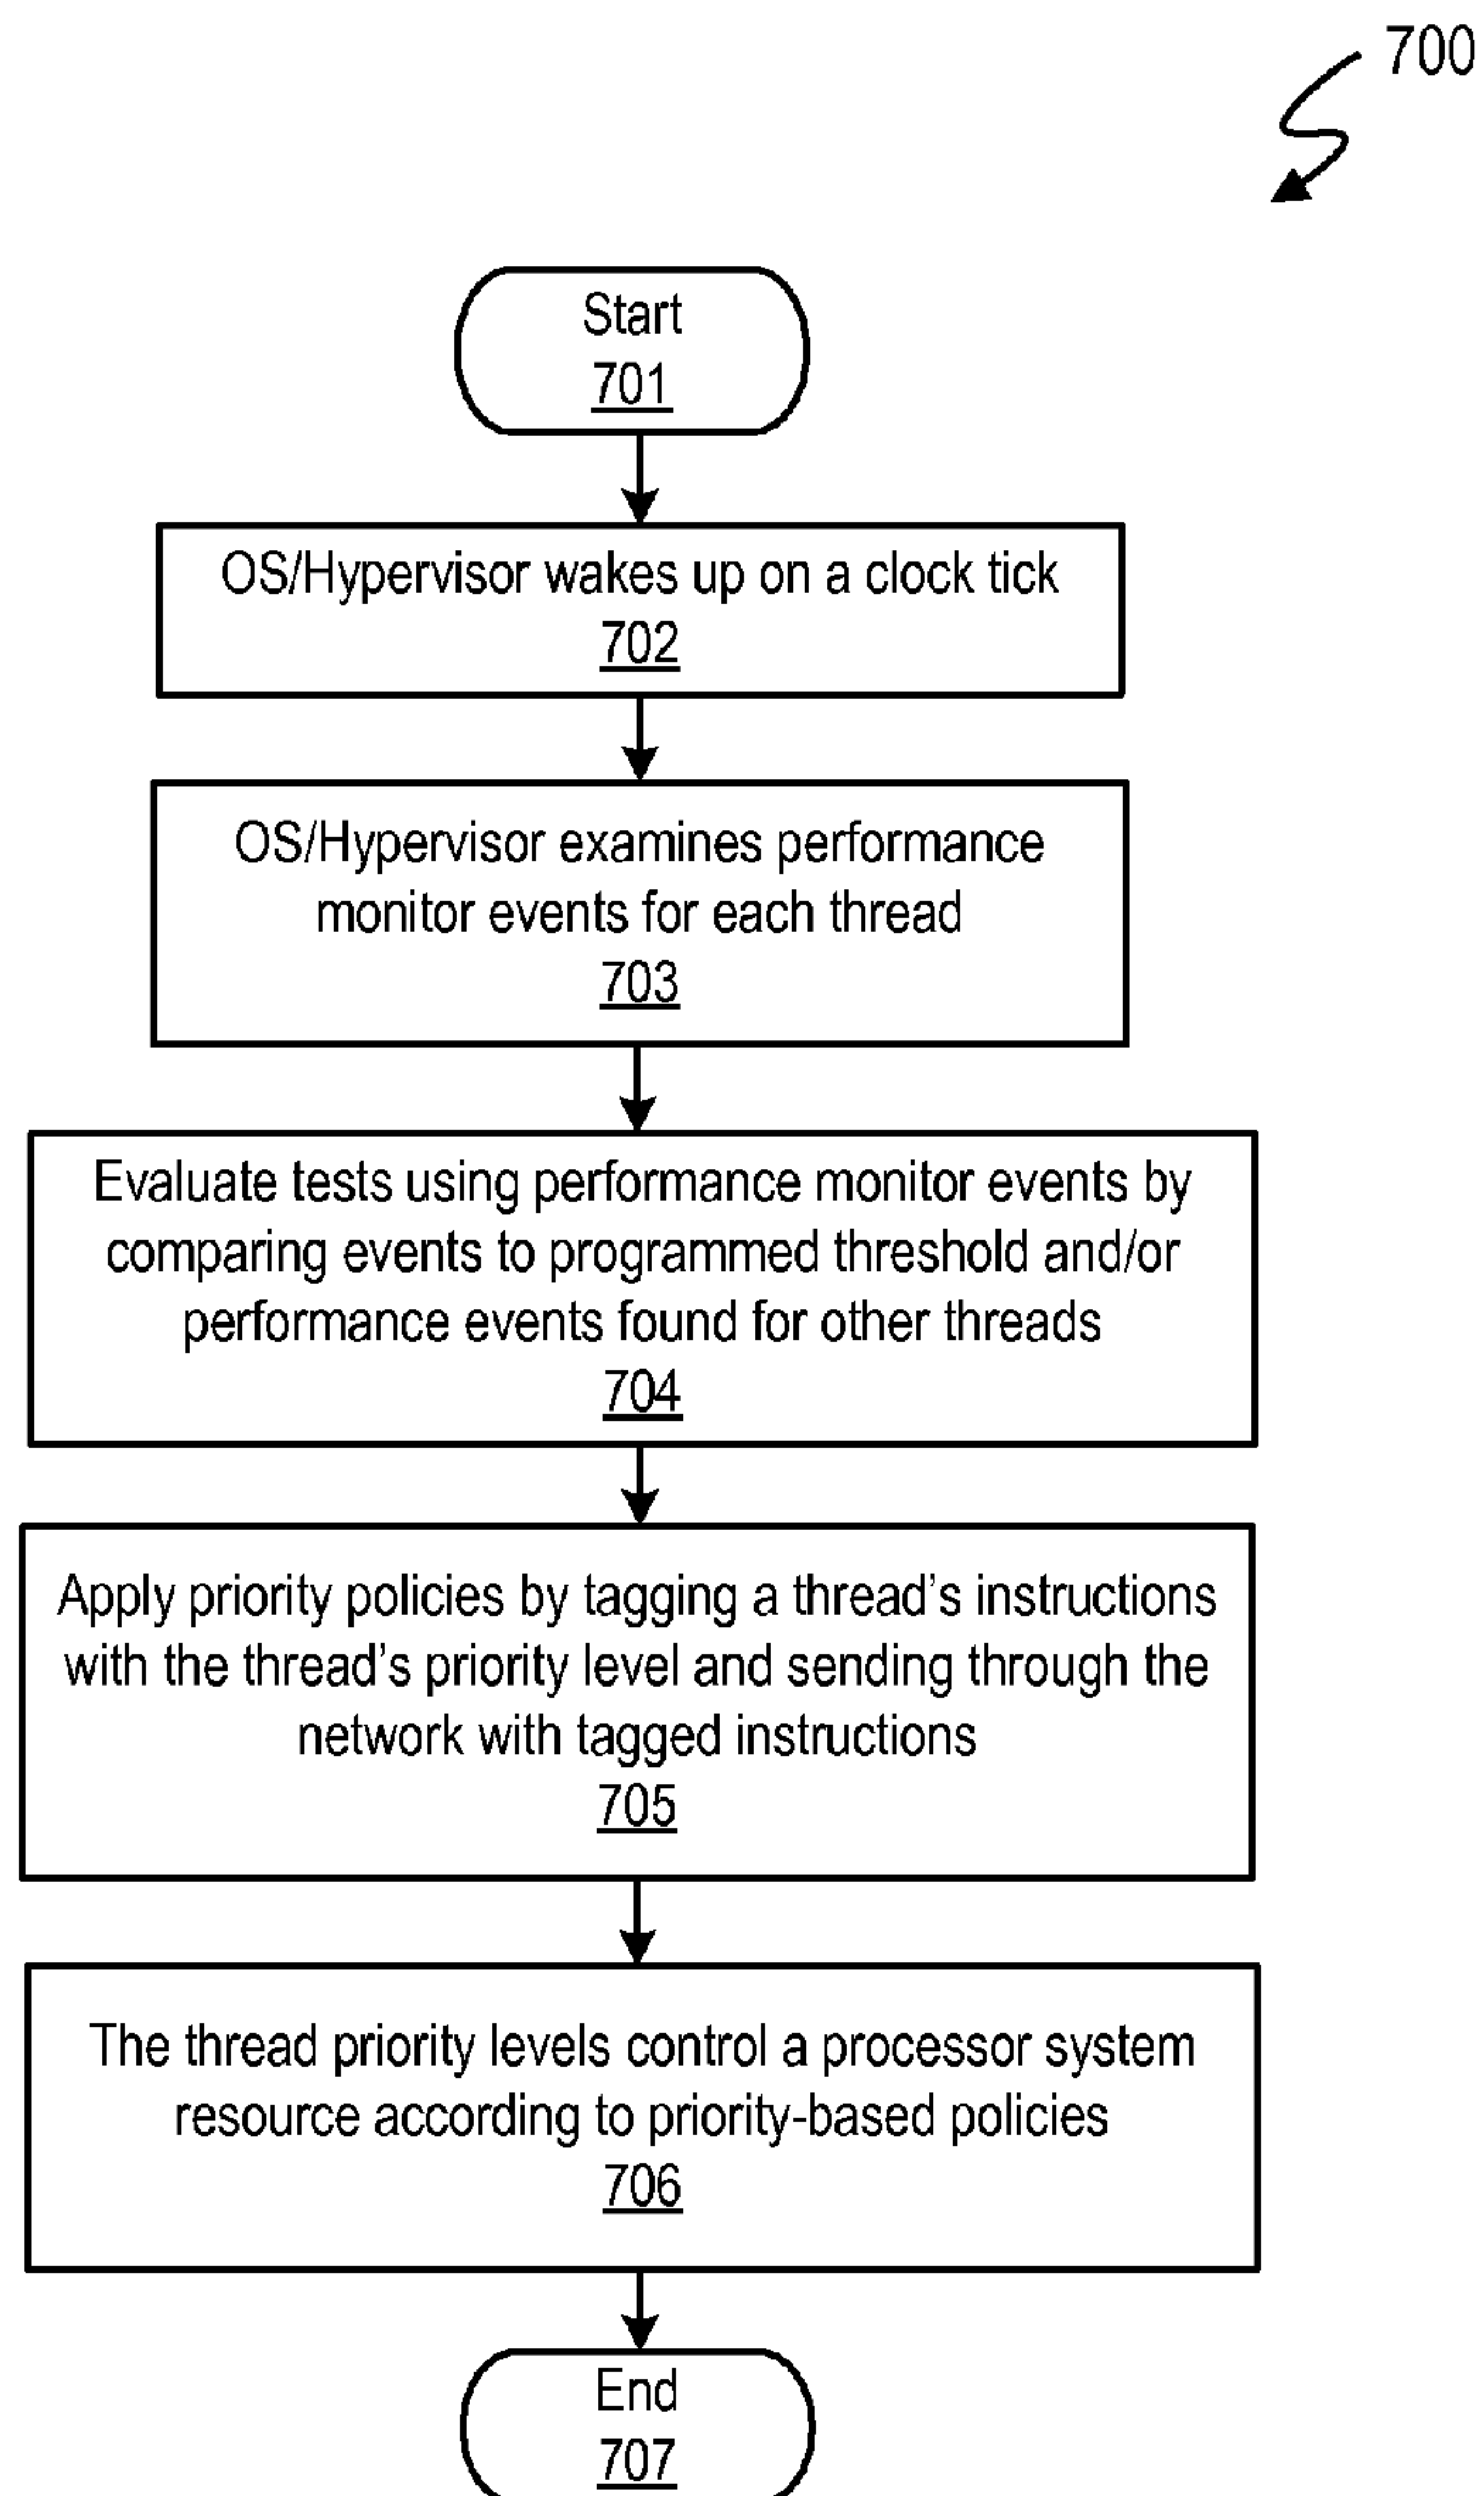 700
Start
701
OS/Hypervisor wakes up on a clock tick
702
OS/Hypervisor examines performance
monitor events for each thread
703
Evaluate tests using performance monitor events by
comparing events to programmed threshold and/or
performance events found for other threads
704
Apply priority policies by tagging a thread’s instructions
with the thread’s priority level and sending through the
network with tagged instructions
705
The thread priority levels control a processor system
resource according to priority-based policies
706
End
707